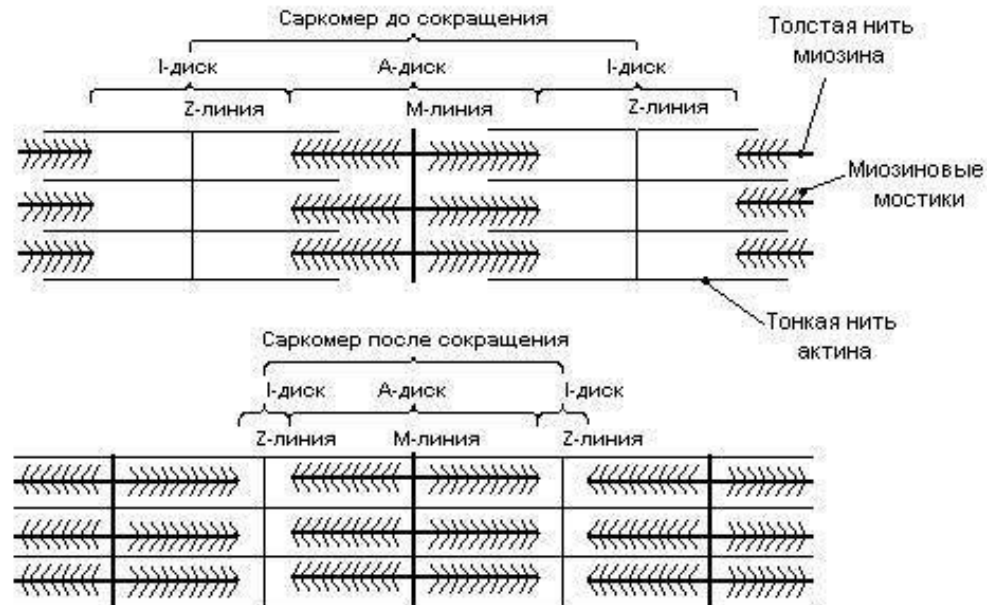 Саркомер до сокращения
Толстая нить
миозина
I-диск А-диск I-диск
Z-линия М-линия Z-линия
Миозиновые
мостики
Тонкая нить
актина
Саркомер после сокращения
I-диск А-диск I-диск
Z-линия М-линия Z-линия